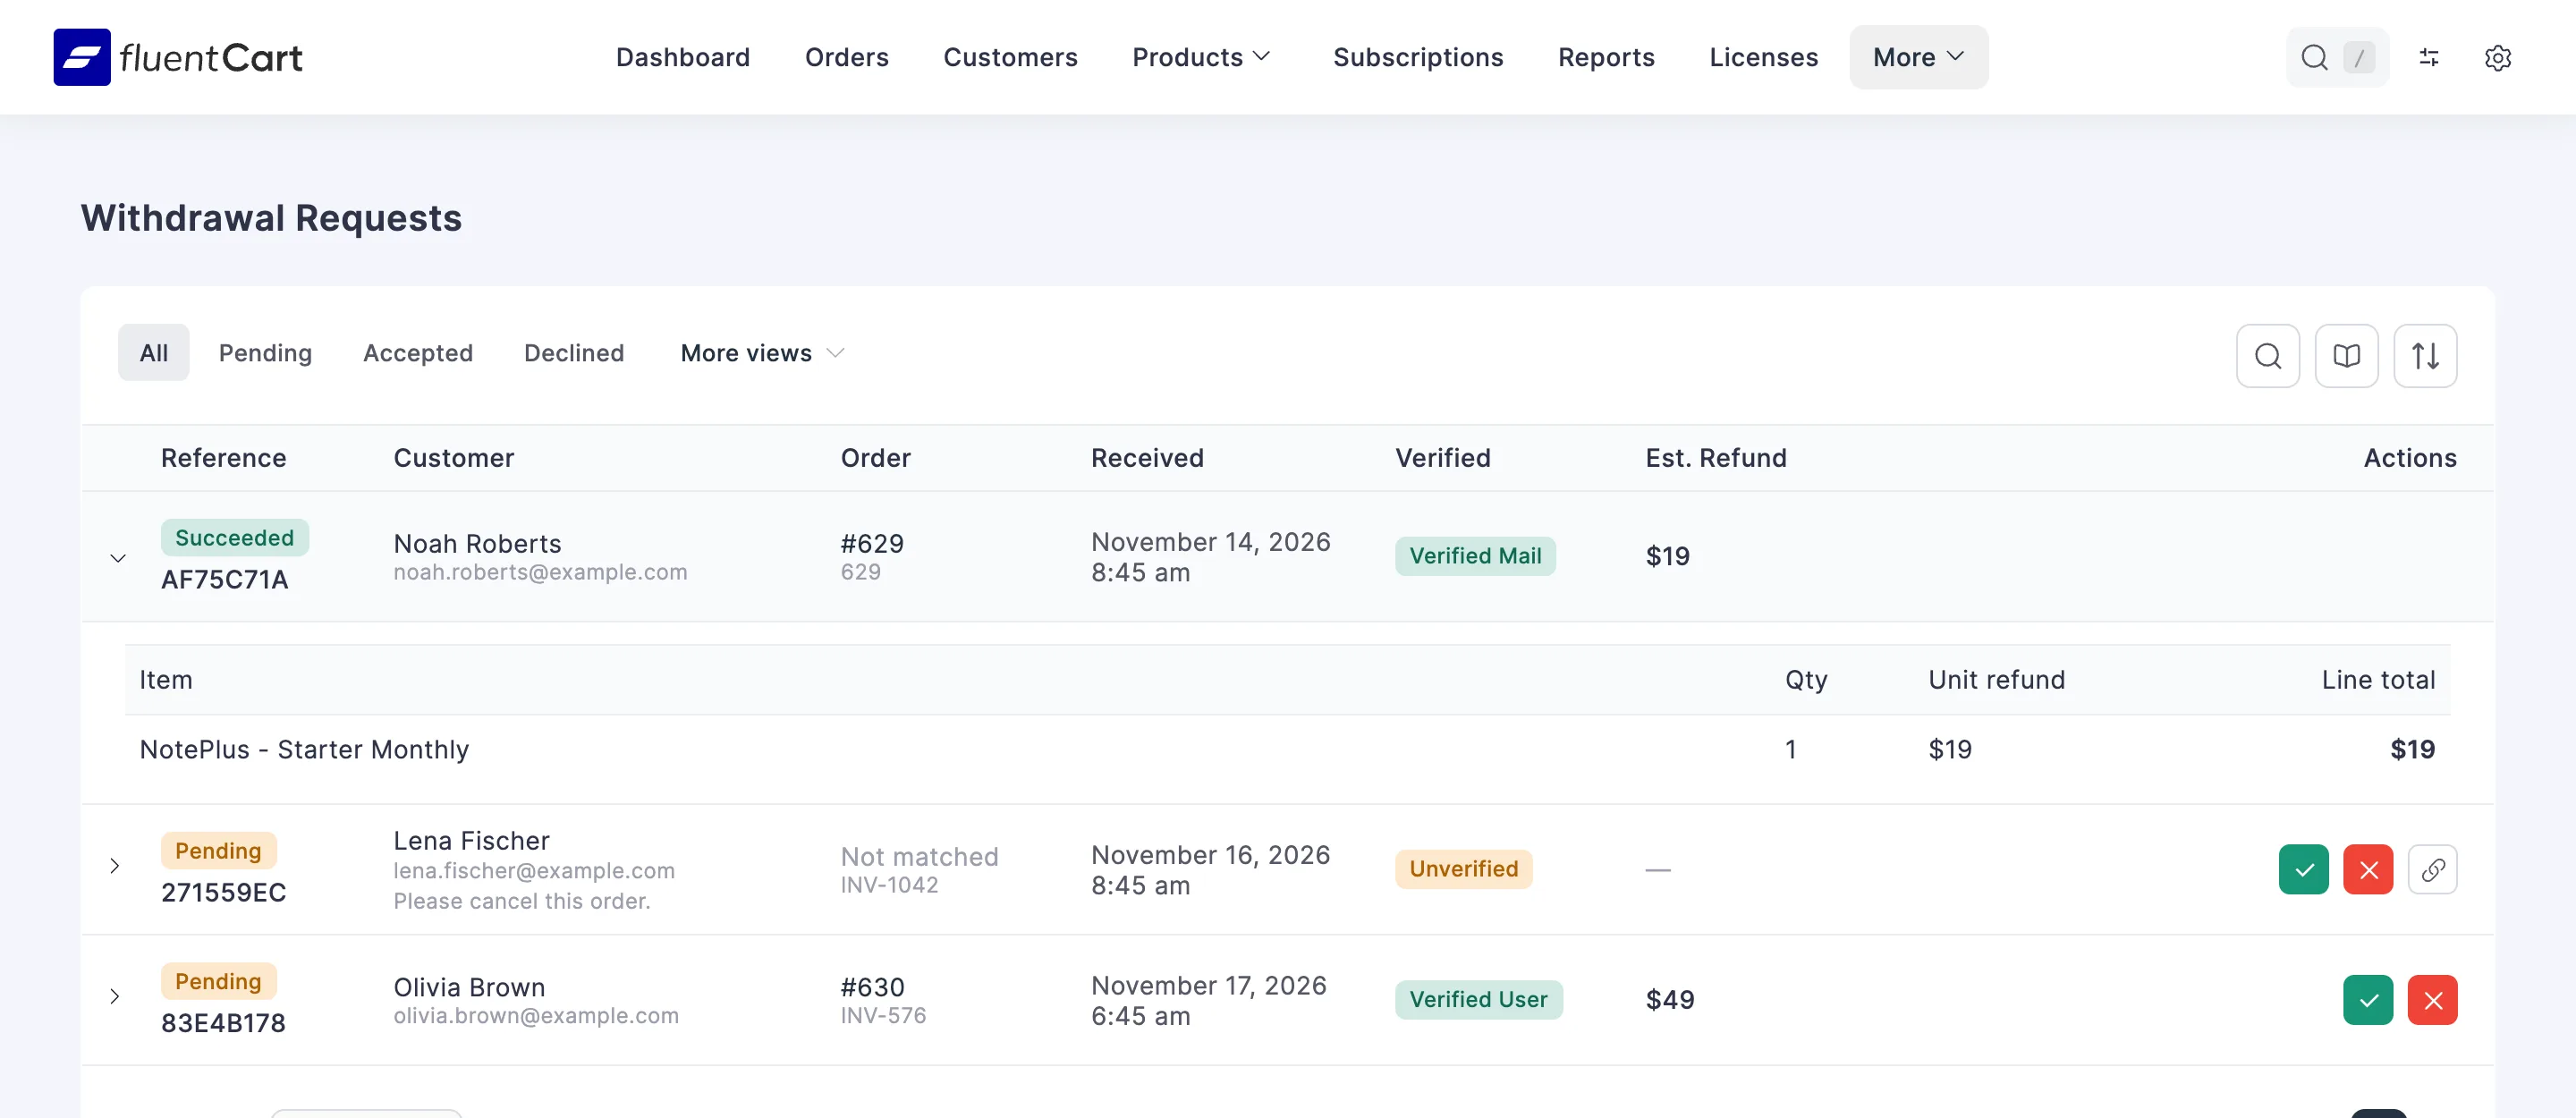 fluentCart
Dashboard
Orders
Customers
Products
Subscriptions
Reports
Licenses
More
/
Withdrawal Requests
All
Pending
Accepted
Declined
More views
Reference Customer Order Received Verified Est. Refund Actions
Succeeded
AF75C71A
Noah Roberts
noah.roberts@example.com
#629
629
November 14, 2026
8:45 am
Verified Mail
$19
Item Qty Unit refund Line total
NotePlus - Starter Monthly 1 $19 $19
Pending
271559EC
Lena Fischer
lena.fischer@example.com
Please cancel this order.
Not matched
INV-1042
November 16, 2026
8:45 am
Unverified
—
Pending
83E4B178
Olivia Brown
olivia.brown@example.com
#630
INV-576
November 17, 2026
6:45 am
Verified User
$49